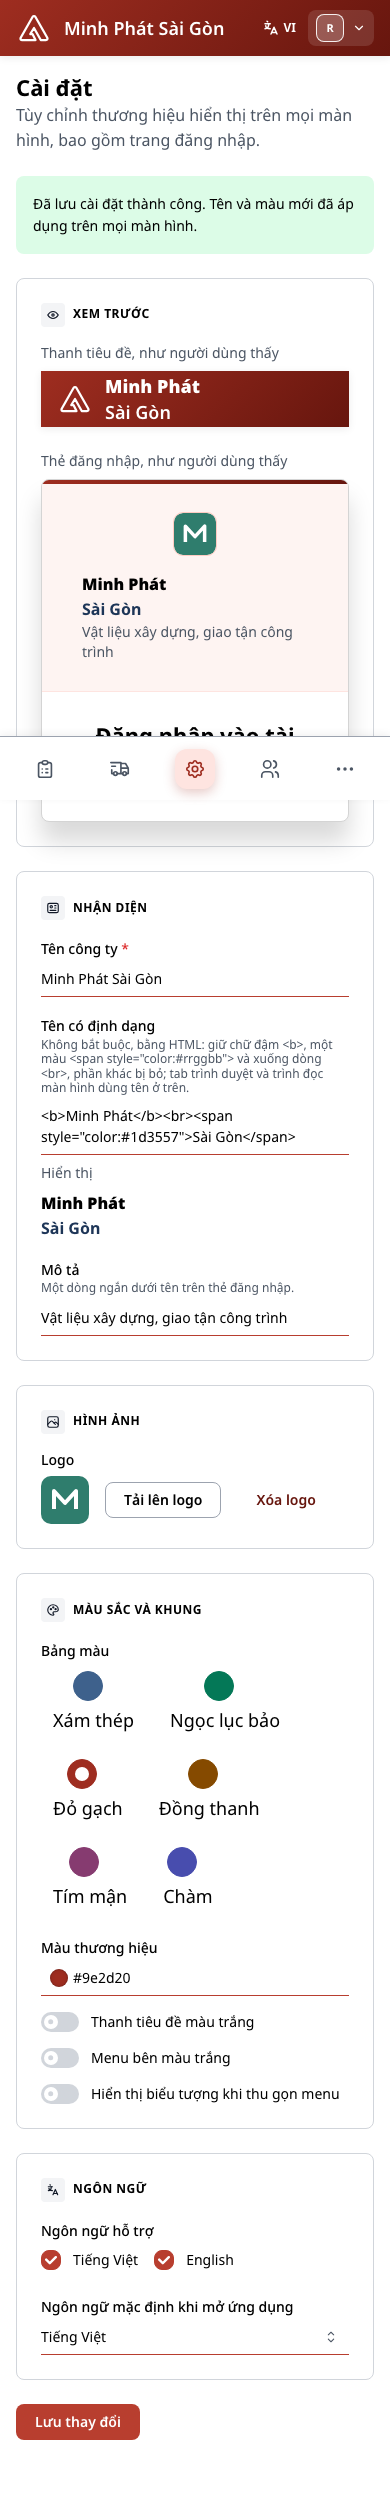 Minh Phát Sài Gòn
VI
R
Cài đặt
Tùy chỉnh thương hiệu hiển thị trên mọi màn
hình, bao gồm trang đăng nhập.
Đã lưu cài đặt thành công. Tên và màu mới đã áp
dụng trên mọi màn hình.
XEM TRƯỚC
Thanh tiêu đề, như người dùng thấy
Minh Phát
Sài Gòn
Thẻ đăng nhập, như người dùng thấy
M
Minh Phát
Sài Gòn
Vật liệu xây dựng, giao tận công
trình
Đăng nhập vào tài
NHẬN DIỆN
Tên công ty *
Minh Phát Sài Gòn
Tên có định dạng
Không bắt buộc, bằng HTML: giữ chữ đậm <b>, một
màu <span style="color:#rrggbb"> và xuống dòng
<br>, phần khác bị bỏ; tab trình duyệt và trình đọc
màn hình dùng tên ở trên.
<b>Minh Phát</b><br><span
style="color:#1d3557">Sài Gòn</span>
Hiển thị
Minh Phát
Sài Gòn
Mô tả
Một dòng ngắn dưới tên trên thẻ đăng nhập.
Vật liệu xây dựng, giao tận công trình
HÌNH ẢNH
Logo
M
Tải lên logo
Xóa logo
MÀU SẮC VÀ KHUNG
Bảng màu
Xám thép
Ngọc lục bảo
Đỏ gạch
Đồng thanh
Tím mận
Chàm
Màu thương hiệu
#9e2d20
Thanh tiêu đề màu trắng
Menu bên màu trắng
Hiển thị biểu tượng khi thu gọn menu
NGÔN NGỮ
Ngôn ngữ hỗ trợ
Tiếng Việt
English
Ngôn ngữ mặc định khi mở ứng dụng
Tiếng Việt
Lưu thay đổi